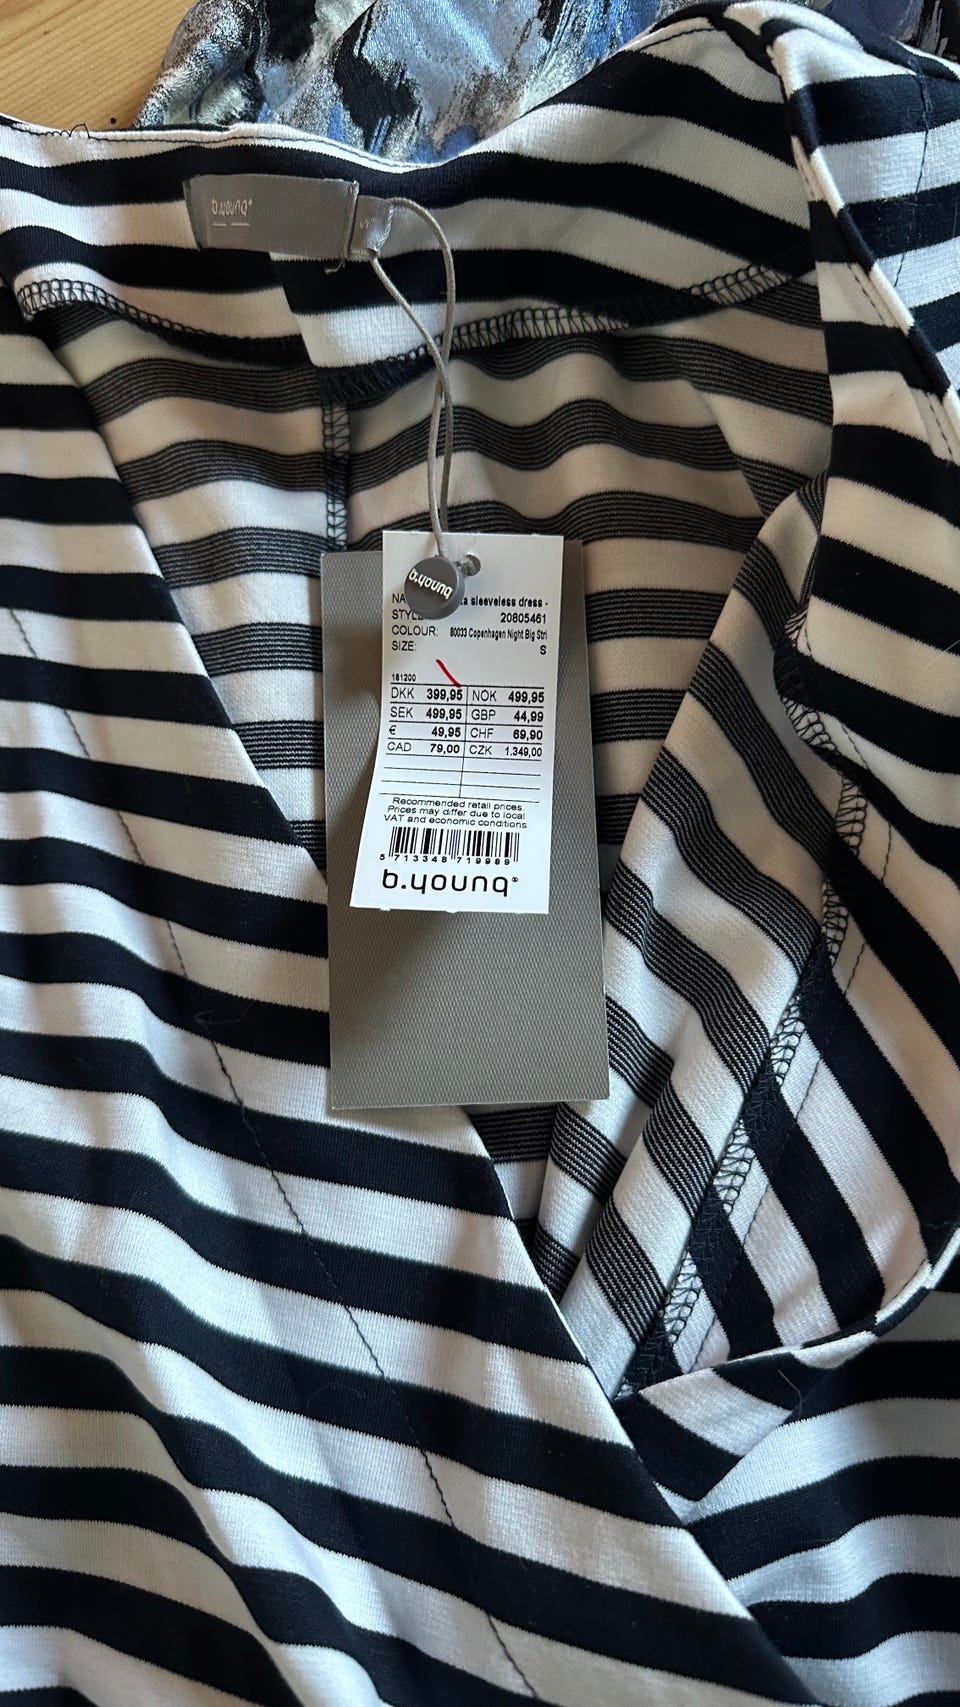 b.young®
S
b.young
NA sleeveless dress -
STYLE 20805461
COLOUR: 80033 Copenhagen Night Big Stri
SIZE: S
181200
DKK 399,95 NOK 499,95
SEK 499,95 GBP 44,99
€ 49,95 CHF 69,90
CAD 79,00 CZK 1.349,00
Recommended retail prices.
Prices may differ due to local
VAT and economic conditions.
5 713348 719989
b.young®